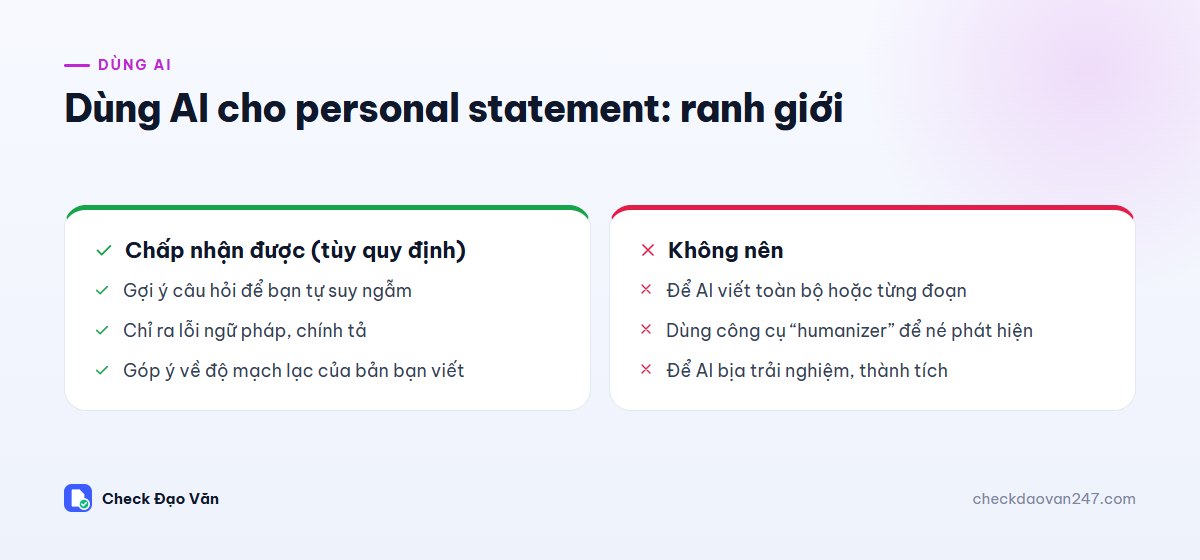 DÙNG AI
Dùng AI cho personal statement: ranh giới
Chấp nhận được (tùy quy định)
Gợi ý câu hỏi để bạn tự suy ngẫm
Chỉ ra lỗi ngữ pháp, chính tả
Góp ý về độ mạch lạc của bản bạn viết
Không nên
Để AI viết toàn bộ hoặc từng đoạn
Dùng công cụ “humanizer” để né phát hiện
Để AI bịa trải nghiệm, thành tích
Check Đạo Văn
checkdaovan247.com